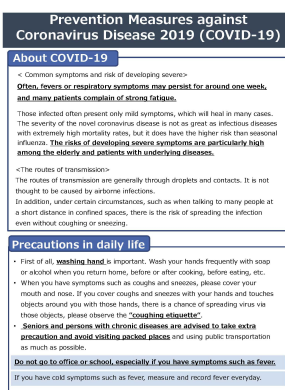 Prevention Measures against
Coronavirus Disease 2019 (COVID-19)
About COVID-19
< Common symptoms and risk of developing severe>
Often, fevers or respiratory symptoms may persist for around one week,
and many patients complain of strong fatigue.
Those infected often present only mild symptoms, which will heal in many cases.
The severity of the novel coronavirus disease is not as great as infectious diseases
with extremely high mortality rates, but it does have the higher risk than seasonal
influenza. The risks of developing severe symptoms are particularly high
among the elderly and patients with underlying diseases.
<The routes of transmission>
The routes of transmission are generally through droplets and contacts. It is not
thought to be caused by airborne infections.
In addition, under certain circumstances, such as when talking to many people at
a short distance in confined spaces, there is the risk of spreading the infection
even without coughing or sneezing.
Precautions in daily life
• First of all, washing hand is important. Wash your hands frequently with soap
or alcohol when you return home, before or after cooking, before eating, etc.
• When you have symptoms such as coughs and sneezes, please cover your
mouth and nose. If you cover coughs and sneezes with your hands and touches
objects around you with those hands, there is a chance of spreading virus via
those objects, please observe the "coughing etiquette".
• Seniors and persons with chronic diseases are advised to take extra
precaution and avoid visiting packed places and using public transportation
as much as possible.
Do not go to office or school, especially if you have symptoms such as fever.
If you have cold symptoms such as fever, measure and record fever everyday.